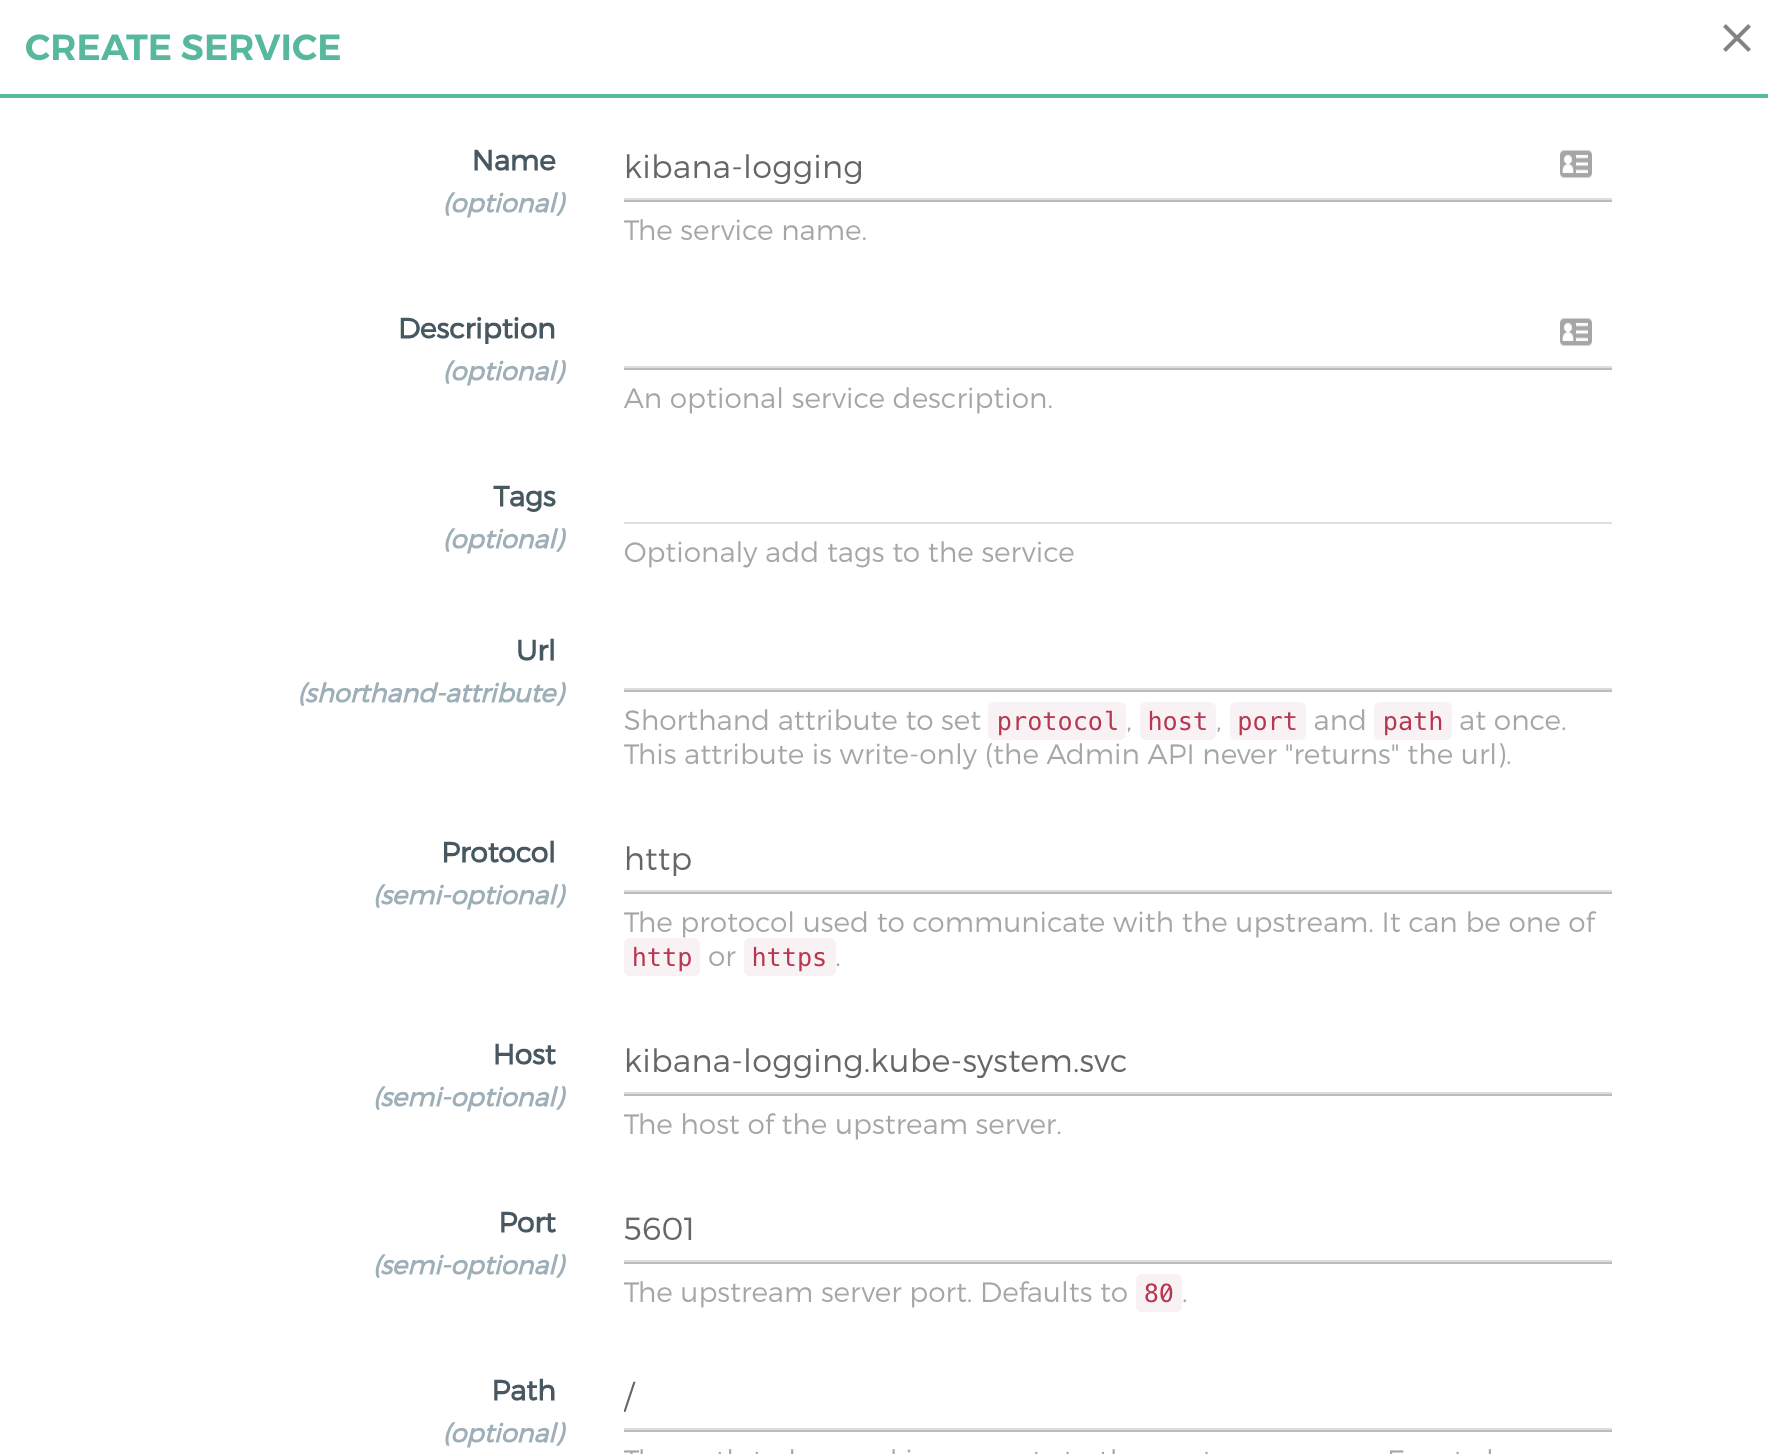 CREATE SERVICE
Name
(optional)
kibana-logging
The service name.
Description
(optional)
An optional service description.
Tags
(optional)
Optionaly add tags to the service
Url
(shorthand-attribute)
Shorthand attribute to set protocol, host, port and path at once.
This attribute is write-only (the Admin API never "returns" the url).
Protocol
(semi-optional)
http
The protocol used to communicate with the upstream. It can be one of
http or https.
Host
(semi-optional)
kibana-logging.kube-system.svc
The host of the upstream server.
Port
(semi-optional)
5601
The upstream server port. Defaults to 80.
Path
(optional)
/